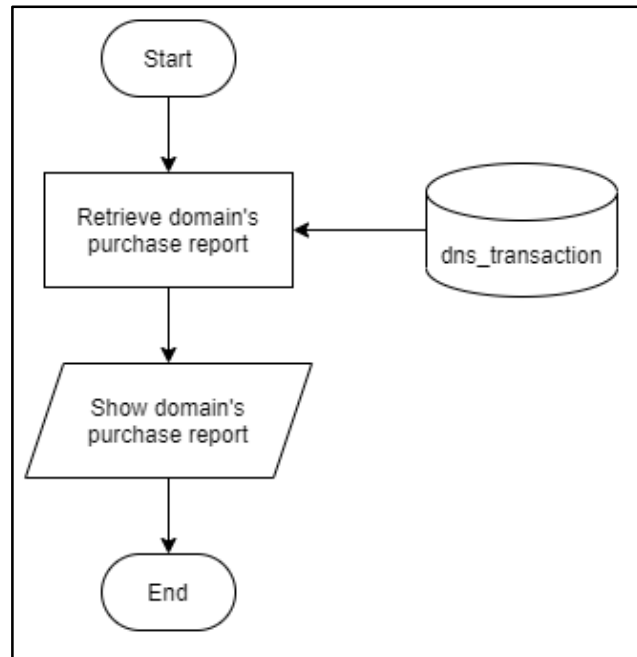 Start
Retrieve domain's
purchase report
dns_transaction
Show domain's
purchase report
End